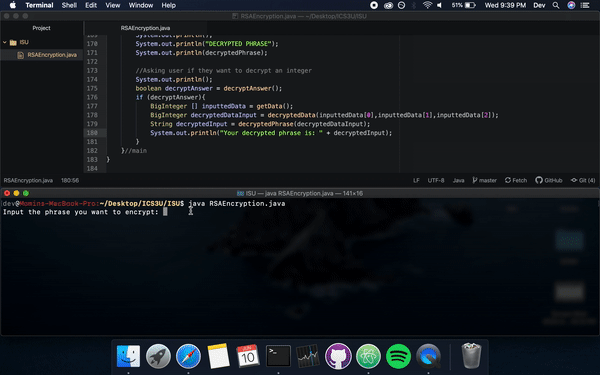 Terminal Shell Edit View Window Help 51% Wed 9:39 PM Dev
RSAEncryption.java — ~/Desktop/ICS3U/ISU
Project
RSAEncryption.java
ISU
RSAEncryption.java
170 System.out.println("DECRYPTED PHRASE");
171 System.out.println(decryptedPhrase);
172
173 //Asking user if they want to decrypt an integer
174 System.out.println();
175 boolean decryptAnswer = decryptAnswer();
176 if (decryptAnswer){
177 BigInteger [] inputtedData = getData();
178 BigInteger decryptedDataInput = decryptedData(inputtedData[0],inputtedData[1],inputtedData[2]);
179 String decryptedInput = decryptedPhrase(decryptedDataInput);
180 System.out.println("Your decrypted phrase is: " + decryptedInput);
181 }
182 }//main
183 }
184
RSAEncryption.java 180:56 LF UTF-8 Java master Fetch GitHub Git (4)
ISU — java RSAEncryption.java — 141×16
dev@Momins-MacBook-Pro:~/Desktop/ICS3U/ISU$ java RSAEncryption.java
Input the phrase you want to encrypt:
10